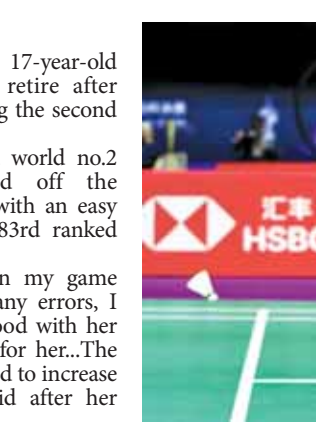 17-year-old
retire after
g the second
world no.2
d off the
with an easy
83rd ranked
n my game
any errors, I
ood with her
for her...The
d to increase
id after her
汇丰
HSBC